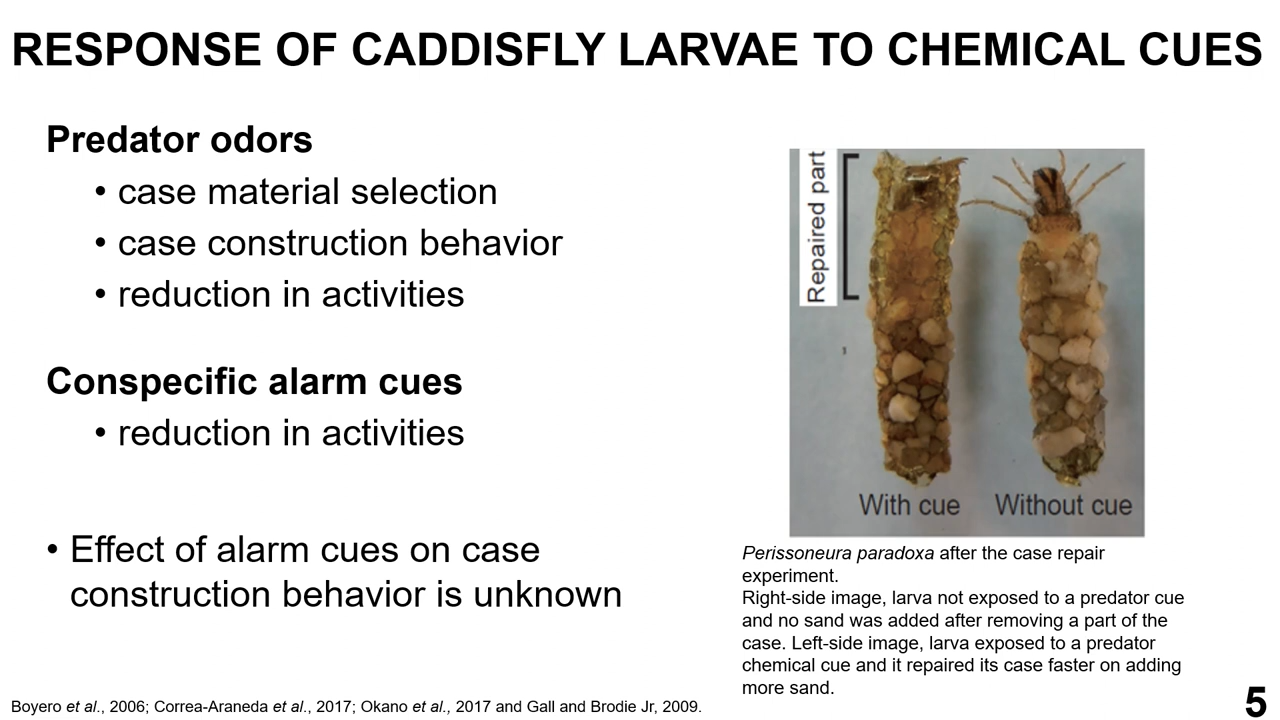 RESPONSE OF CADDISFLY LARVAE TO CHEMICAL CUES
Predator odors
• case material selection
• case construction behavior
• reduction in activities
Conspecific alarm cues
• reduction in activities
• Effect of alarm cues on case
construction behavior is unknown
Repaired part
With cue
Without cue
Perissoneura paradoxa after the case repair
experiment.
Right-side image, larva not exposed to a predator cue
and no sand was added after removing a part of the
case. Left-side image, larva exposed to a predator
chemical cue and it repaired its case faster on adding
more sand.
Boyero et al., 2006; Correa-Araneda et al., 2017; Okano et al., 2017 and Gall and Brodie Jr, 2009.
5